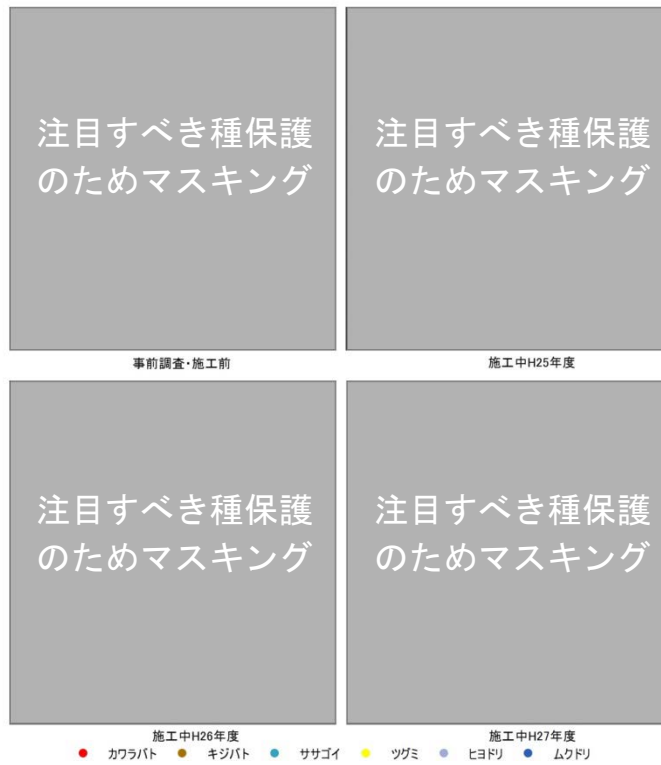 注目すべき種保護
のためマスキング
注目すべき種保護
のためマスキング
事前調査・施工前
施工中H25年度
注目すべき種保護
のためマスキング
注目すべき種保護
のためマスキング
施工中H26年度
施工中H27年度
カワラバト キジバト ササゴイ ツグミ ヒヨドリ ムクドリ